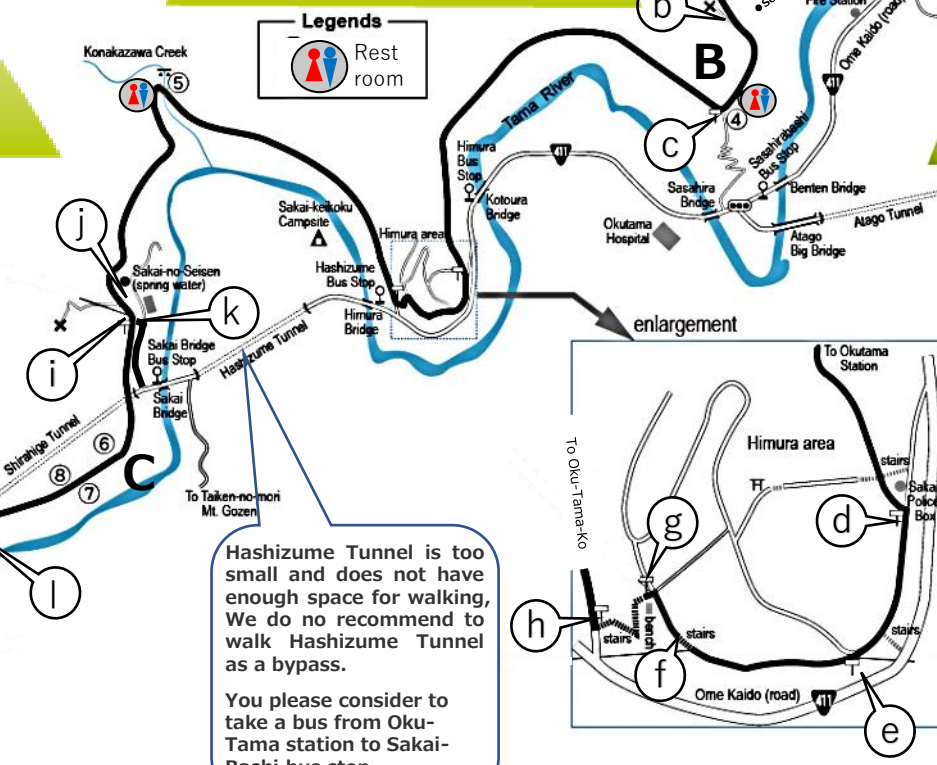 Legends
Rest
room
Konakazawa Creek
⑤
b
Fire Station
Ome Kaido (road)
411
B
Tama River
④
c
Himura
Bus
Stop
411
Sasahirabashi
Bus Stop
Kotoura
Bridge
Sasahira
Bridge
Benten Bridge
Atago Tunnel
Okutama
Hospital
Atago
Big Bridge
Sakai-keikoku
Campsite
Himura area
j
Sakai-no-Seisen
(spring water)
Hashizume
Bus Stop
Himura
Bridge
k
i
Sakai Bridge
Bus Stop
Hashizume Tunnel
Sakai
Bridge
Shirahige Tunnel
⑥
⑧
⑦
C
To Taiken-no-mori
Mt. Gozen
l
enlargement
To Okutama
Station
To Oku-Tama-Ko
Himura area
stairs
Sakai
Police
Box
d
g
h
stairs
bench
stairs
stairs
f
Ome Kaido (road)
411
e
Hashizume Tunnel is too
small and does not have
enough space for walking,
We do no recommend to
walk Hashizume Tunnel
as a bypass.
You please consider to
take a bus from Oku-
Tama station to Sakai-
Bashi bus stop